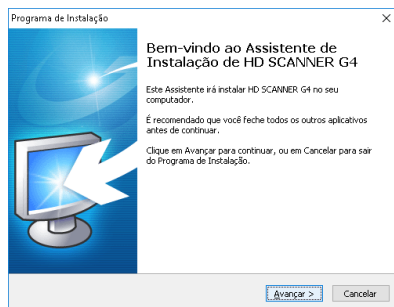 Programa de Instalação
Bem-vindo ao Assistente de
Instalação de HD SCANNER G4
Este Assistente irá instalar HD SCANNER G4 no seu
computador.
É recomendado que você feche todos os outros aplicativos
antes de continuar.
Clique em Avançar para continuar, ou em Cancelar para sair
do Programa de Instalação.
Avançar >
Cancelar